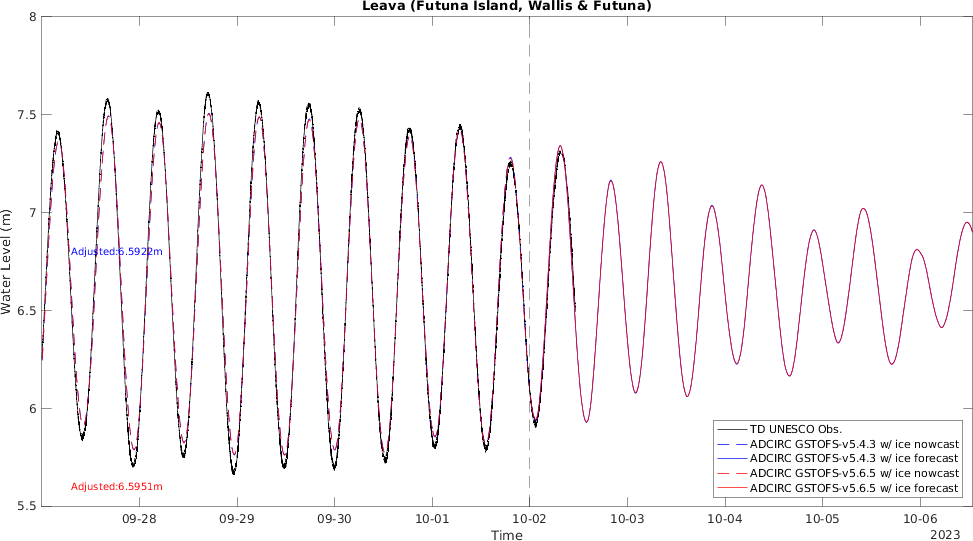 Leava (Futuna Island, Wallis & Futuna)
8
7.5
7
6.5
6
5.5
Water Level (m)
Adjusted:6.5922m
Adjusted:6.5951m
TD UNESCO Obs.
ADCIRC GSTOFS-v5.4.3 w/ ice nowcast
ADCIRC GSTOFS-v5.4.3 w/ ice forecast
ADCIRC GSTOFS-v5.6.5 w/ ice nowcast
ADCIRC GSTOFS-v5.6.5 w/ ice forecast
09-28 09-29 09-30 10-01 10-02 10-03 10-04 10-05 10-06
Time
2023